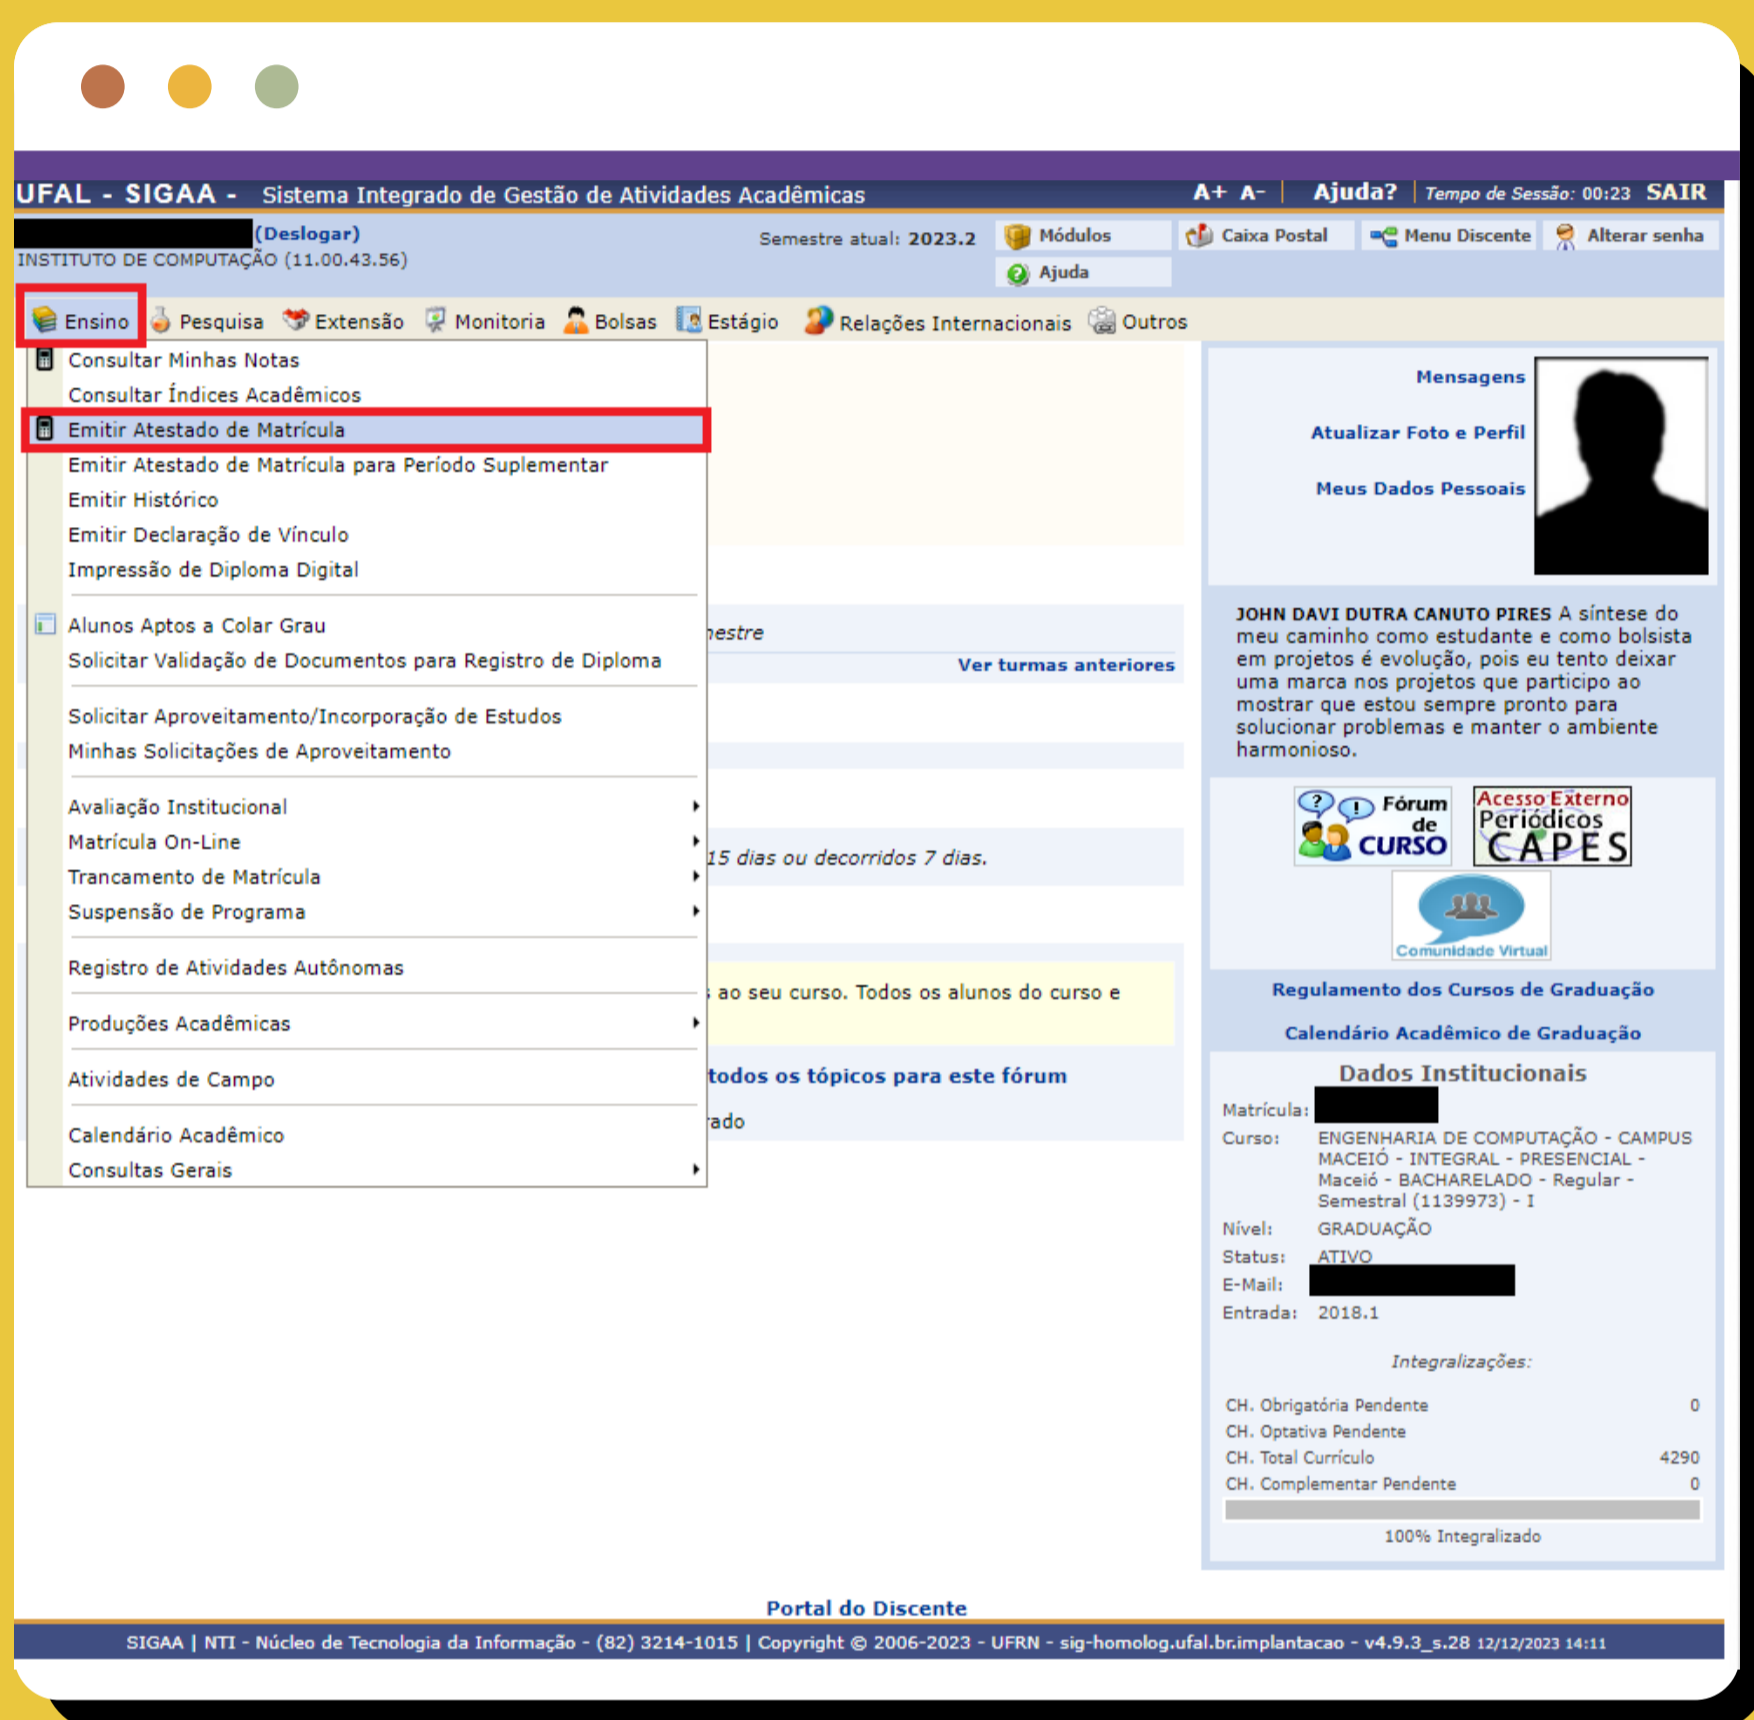 UFAL - SIGAA - Sistema Integrado de Gestão de Atividades Acadêmicas
A+ A- Ajuda? Tempo de Sessão: 00:23 SAIR
(Deslogar)
INSTITUTO DE COMPUTAÇÃO (11.00.43.56)
Semestre atual: 2023.2
Módulos
Caixa Postal
Menu Discente
Alterar senha
Ajuda
Ensino Pesquisa Extensão Monitoria Bolsas Estágio Relações Internacionais Outros
Consultar Minhas Notas
Consultar Índices Acadêmicos
Emitir Atestado de Matrícula
Emitir Atestado de Matrícula para Período Suplementar
Emitir Histórico
Emitir Declaração de Vínculo
Impressão de Diploma Digital
Alunos Aptos a Colar Grau
Solicitar Validação de Documentos para Registro de Diploma
Solicitar Aproveitamento/Incorporação de Estudos
Minhas Solicitações de Aproveitamento
Avaliação Institucional
Matrícula On-Line
Trancamento de Matrícula
Suspensão de Programa
Registro de Atividades Autônomas
Produções Acadêmicas
Atividades de Campo
Calendário Acadêmico
Consultas Gerais
nestre
Ver turmas anteriores
15 dias ou decorridos 7 dias.
s ao seu curso. Todos os alunos do curso e
todos os tópicos para este fórum
rado
Mensagens
Atualizar Foto e Perfil
Meus Dados Pessoais
JOHN DAVI DUTRA CANUTO PIRES A síntese do
meu caminho como estudante e como bolsista
em projetos é evolução, pois eu tento deixar
uma marca nos projetos que participo ao
mostrar que estou sempre pronto para
solucionar problemas e manter o ambiente
harmonioso.
Fórum
de
CURSO
Acesso Externo
Periódicos
CAPES
Comunidade Virtual
Regulamento dos Cursos de Graduação
Calendário Acadêmico de Graduação
Dados Institucionais
Matrícula:
Curso: ENGENHARIA DE COMPUTAÇÃO - CAMPUS
MACEIÓ - INTEGRAL - PRESENCIAL -
Maceió - BACHARELADO - Regular -
Semestral (1139973) - I
Nível: GRADUAÇÃO
Status: ATIVO
E-Mail:
Entrada: 2018.1
Integralizações:
CH. Obrigatória Pendente 0
CH. Optativa Pendente
CH. Total Currículo 4290
CH. Complementar Pendente 0
100% Integralizado
Portal do Discente
SIGAA | NTI - Núcleo de Tecnologia da Informação - (82) 3214-1015 | Copyright © 2006-2023 - UFRN - sig-homolog.ufal.br.implantacao - v4.9.3_s.28 12/12/2023 14:11